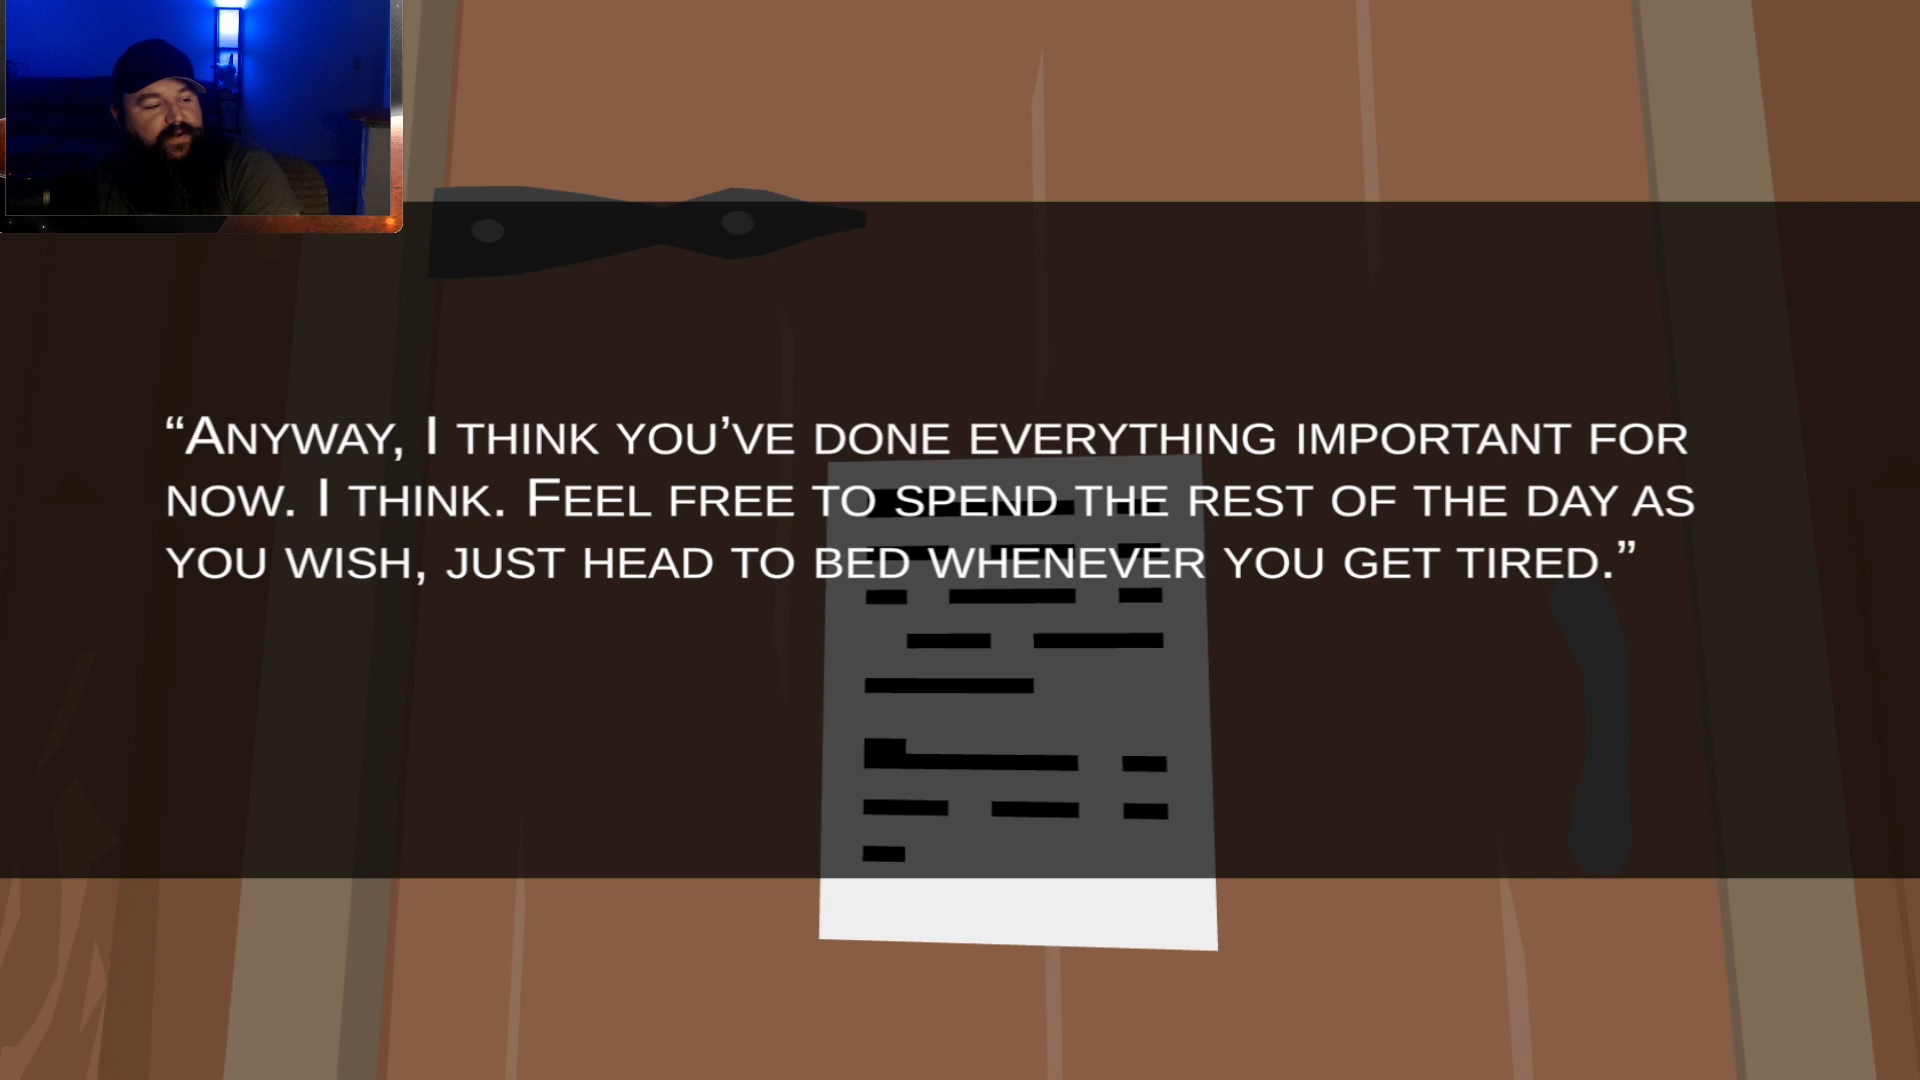 “Anyway, I think you’ve done everything important for
now. I think. Feel free to spend the rest of the day as
you wish, just head to bed whenever you get tired.”